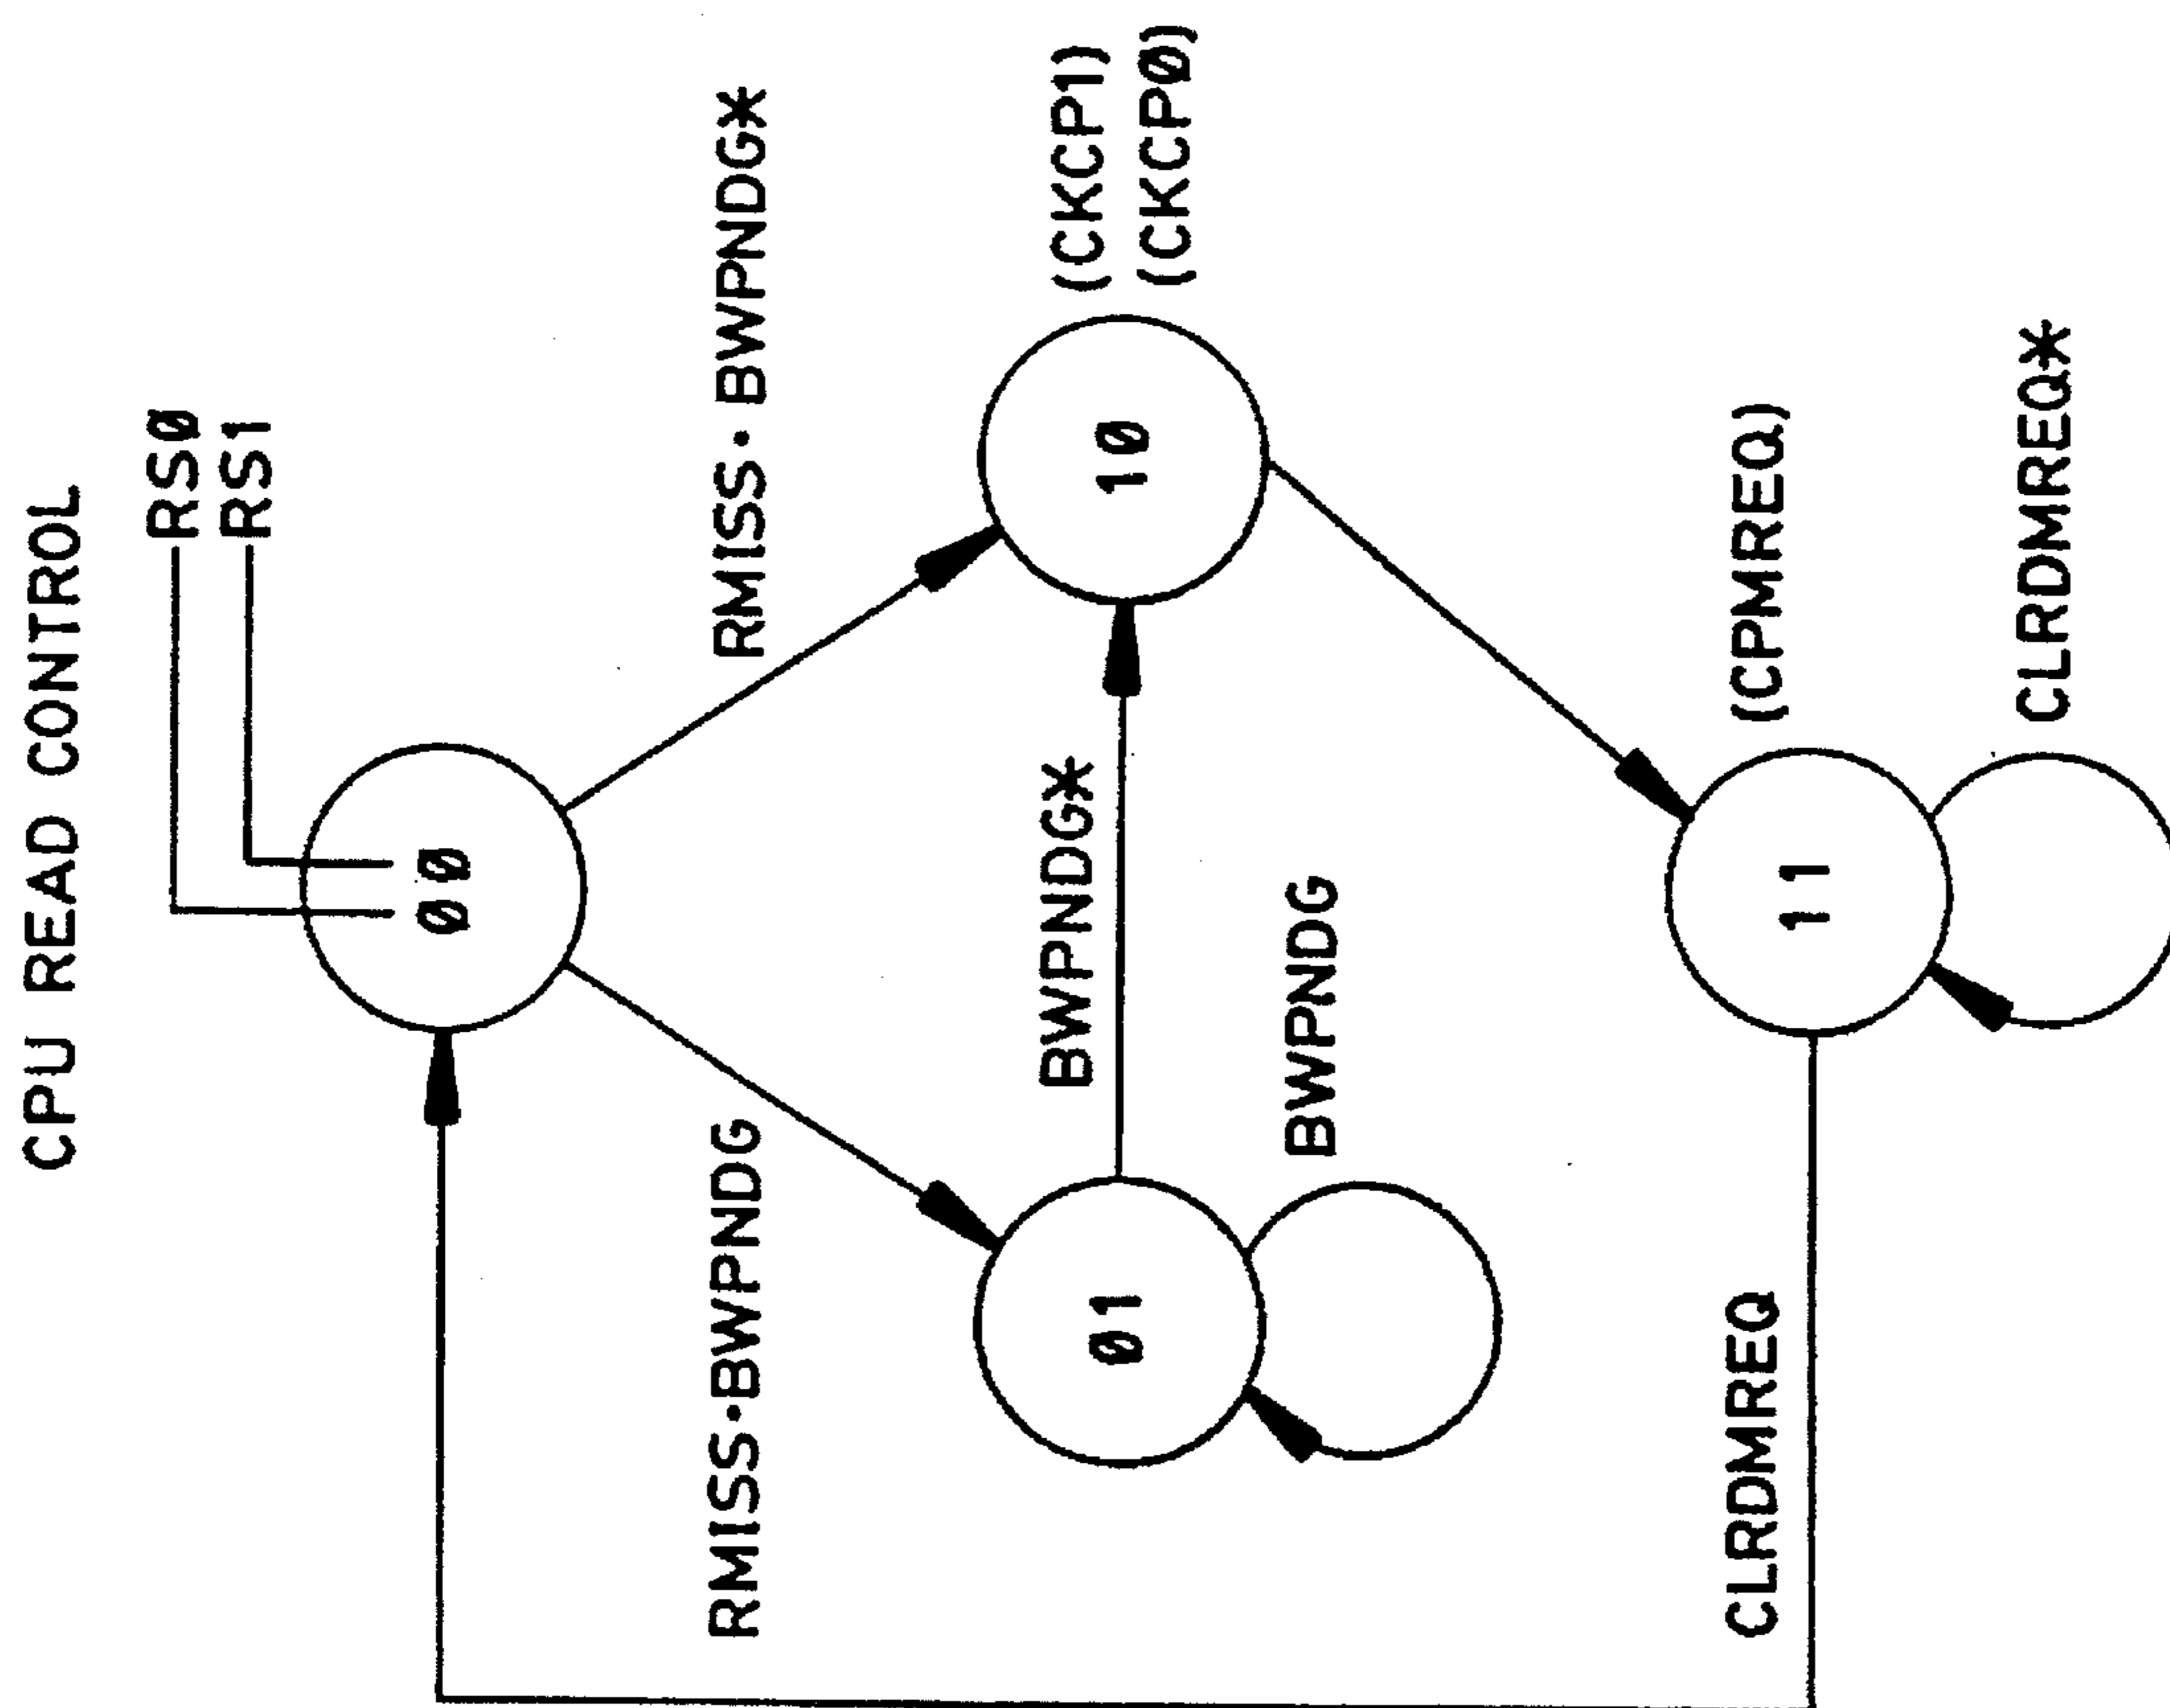 CPU READ CONTROL
RSØ
RS1
ØØ
RMISS·BWPNDG
RMISS·BWPNDG*
BWPNDG*
Ø1
1Ø
(CKCP1)
(CKCPØ)
BWPNDG
CLRDMREQ
11
(CPMREQ)
CLRDMREQ*